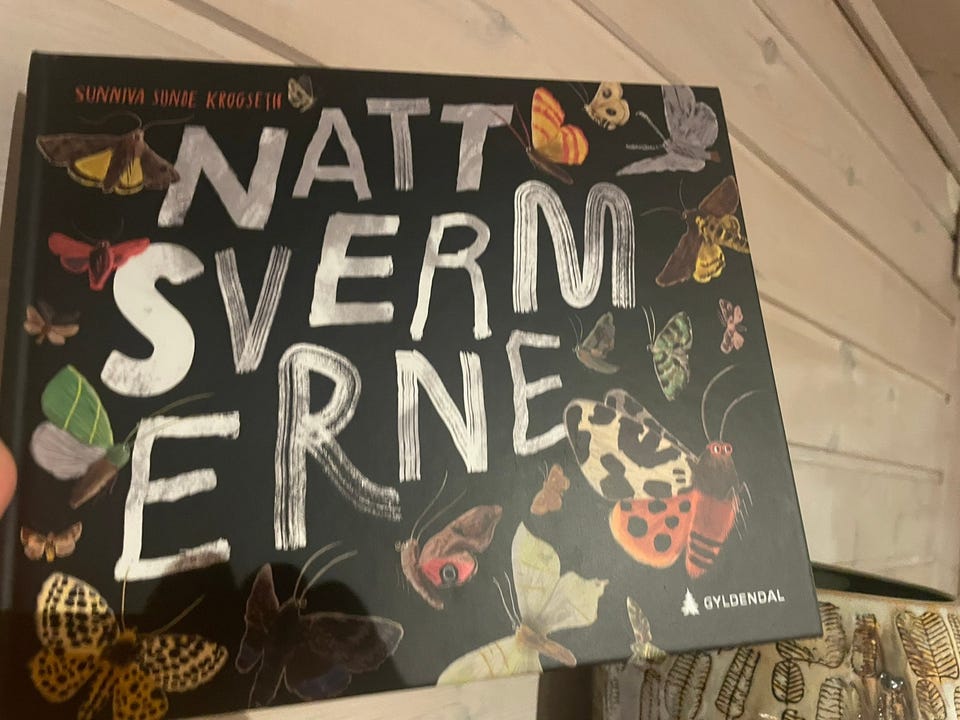 SUNNIVA SUNDE KROGSETH
NATT
SVERM
ERNE
GYLDENDAL